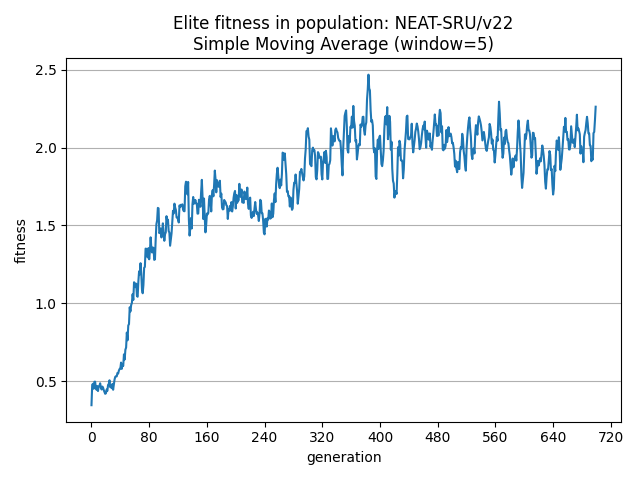 Elite fitness in population: NEAT-SRU/v22
Simple Moving Average (window=5)
fitness
2.5
2.0
1.5
1.0
0.5
0 80 160 240 320 400 480 560 640 720
generation